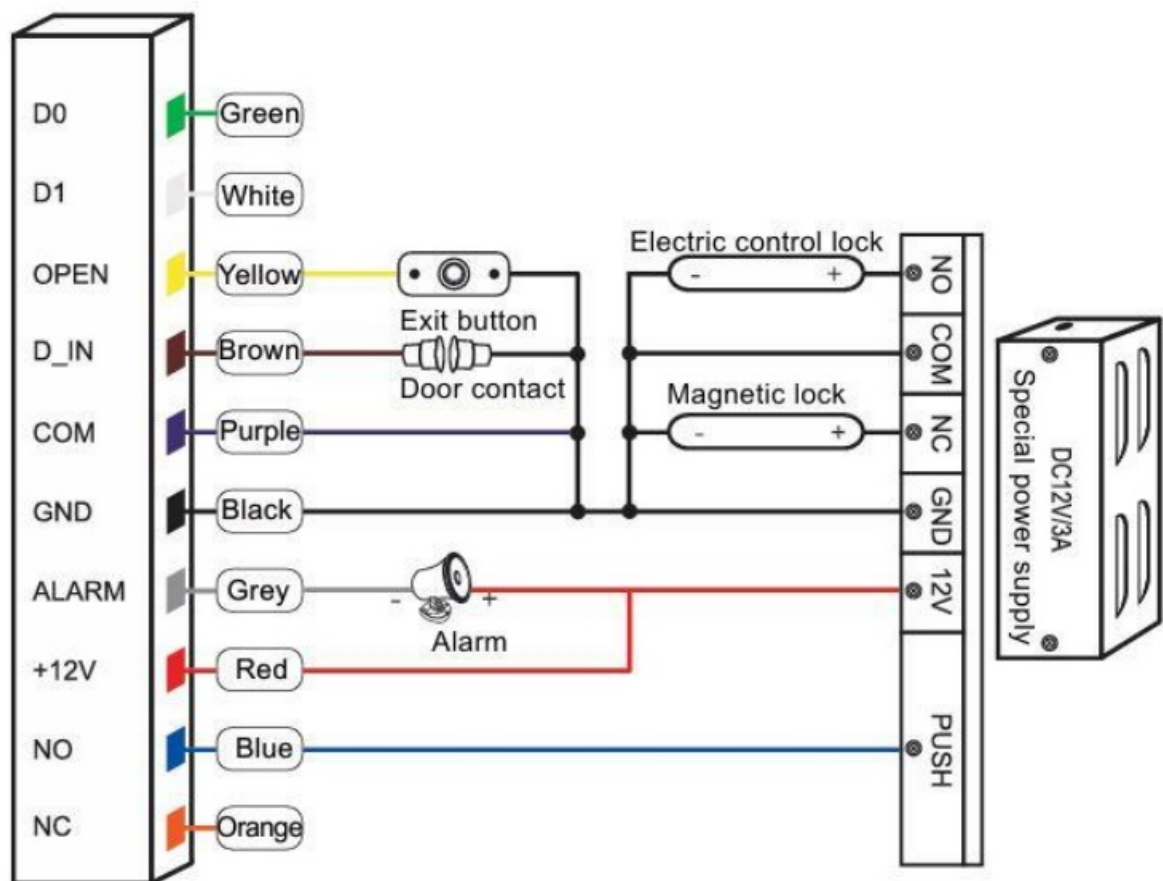 D0 Green
D1 White
OPEN Yellow
Exit button
D_IN Brown
Door contact
COM Purple
GND Black
ALARM Grey
- +
Alarm
+12V Red
NO Blue
NC Orange
Electric control lock
- +
Magnetic lock
- +
NO
COM
NC
GND
12V
PUSH
DC12V/3A
Special power supply